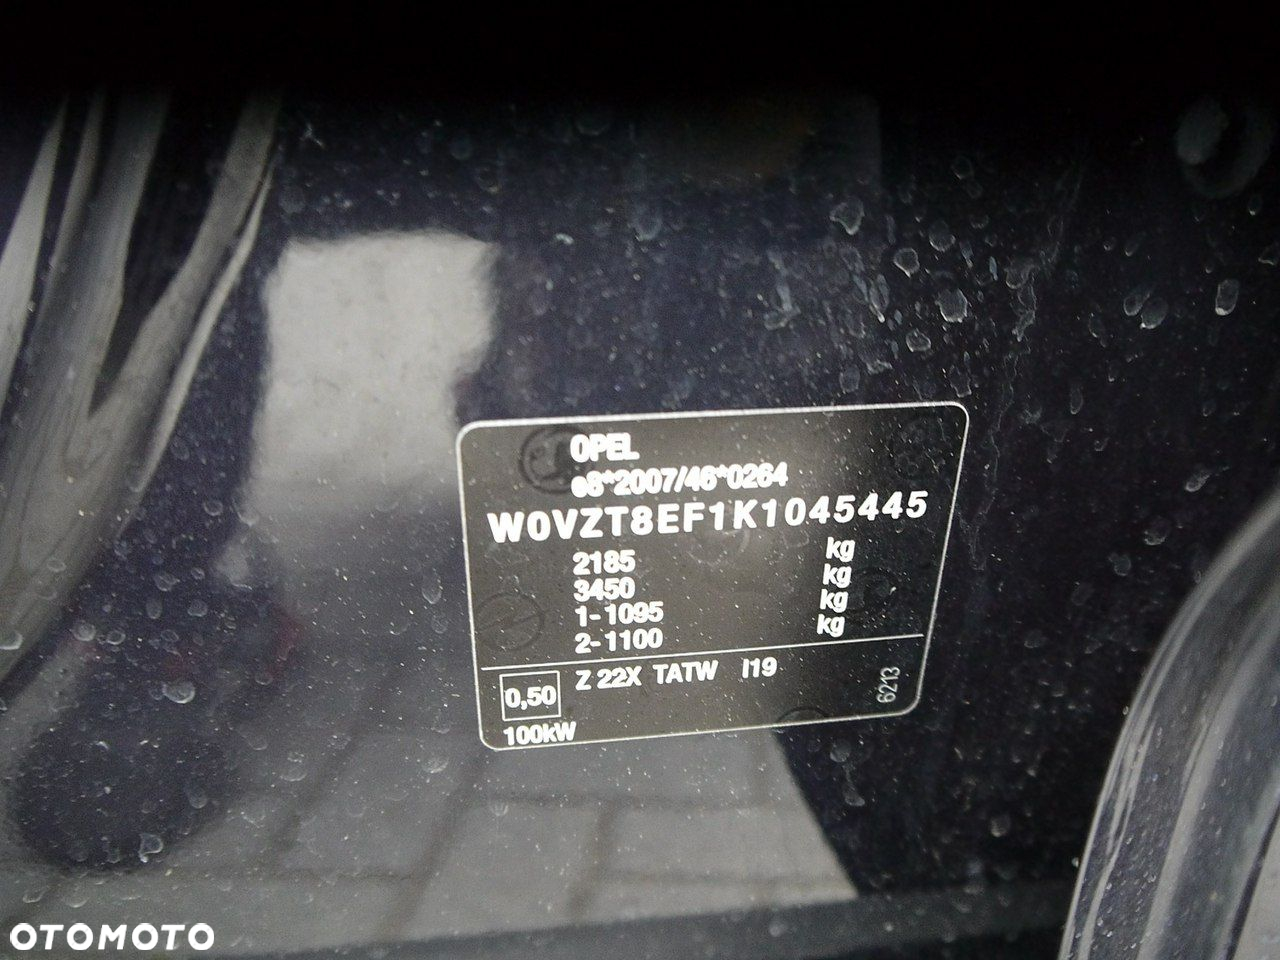 OPEL
e8*2007/46*0264
W0VZT8EF1K1045445
2185 kg
3450 kg
1-1095 kg
2-1100 kg
0,50 Z 22X TATW I19
6213
100kW
OTOMOTO